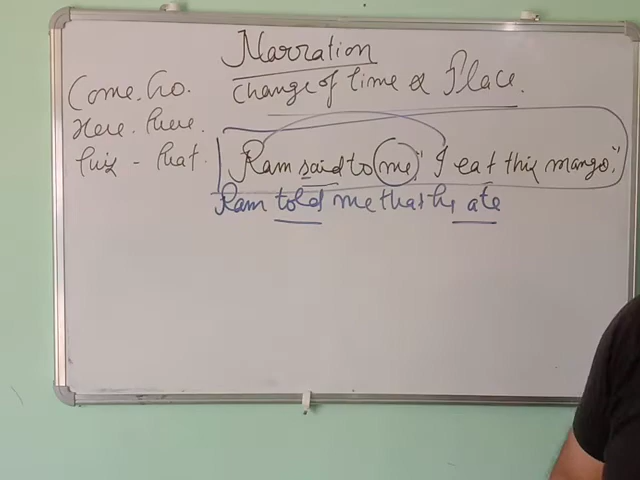 Narration
Change of time & Place.
Come. Go.
Here. there.
this - that.
Ram said to me, "I eat this mango."
Ram told me that he ate